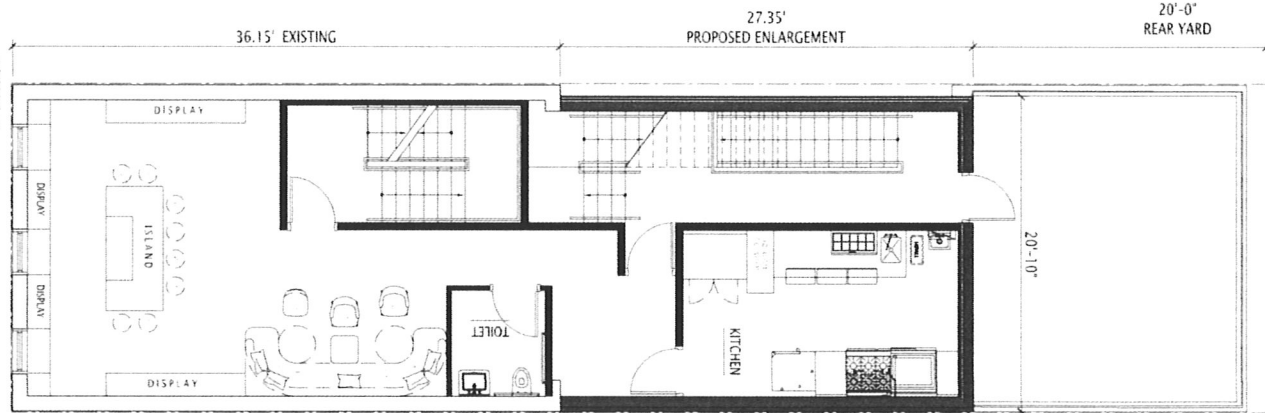 36.15' EXISTING
27.35'
PROPOSED ENLARGEMENT
20'-0"
REAR YARD
DISPLAY
DISPLAY
ISLAND
DISPLAY
DISPLAY
TOILET
KITCHEN
20'-10"